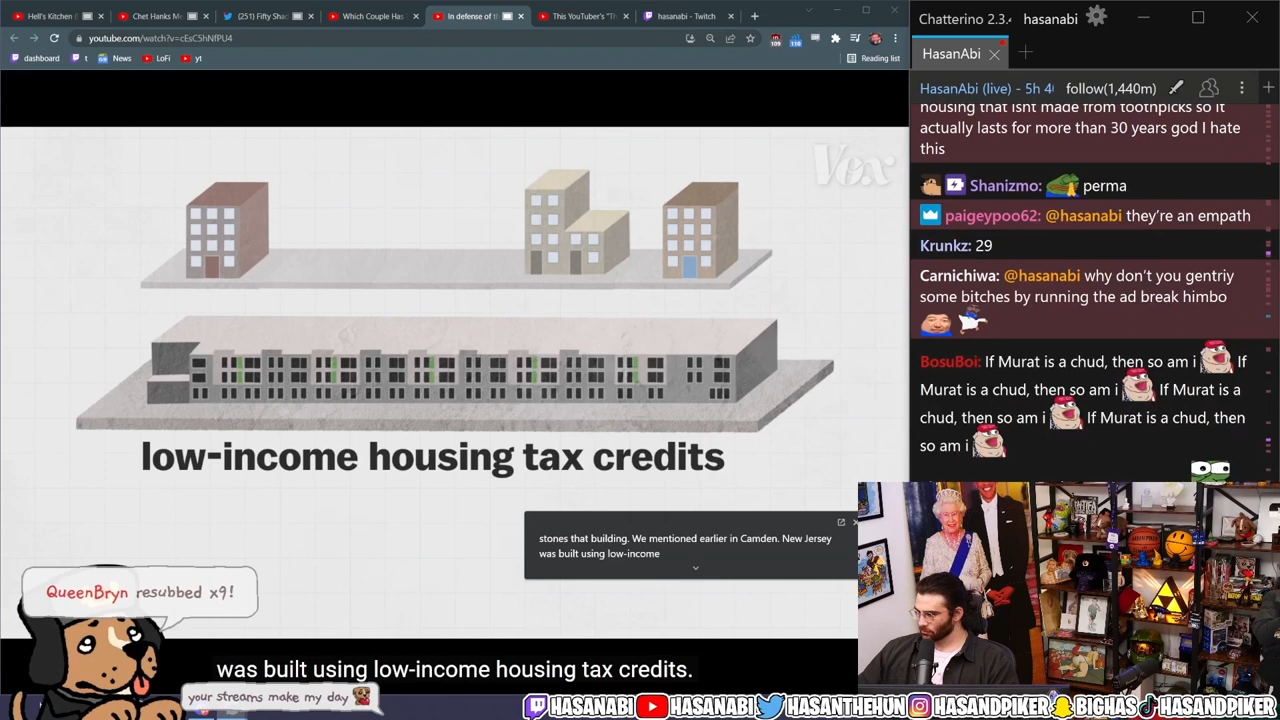 Hell's Kitchen
Chet Hanks M
(251) Fifty Sha
Which Couple Has
In defense of th
This YouTuber's "Th
hasanabi - Twitch
youtube.com/watch?v=cEsC5hNfPU4
109
118
dashboard
t
News
LoFi
yt
Reading list
Vox
low-income housing tax credits
stones that building. We mentioned earlier in Camden. New Jersey
was built using low-income
was built using low-income housing tax credits.
QueenBryn resubbed x9!
your streams make my day
Chatterino 2.3.
hasanabi
HasanAbi
HasanAbi (live) - 5h 4
follow(1,440m)
housing that isnt made from toothpicks so it
actually lasts for more than 30 years god I hate
this
Shanizmo: perma
paigeypoo62: @hasanabi they're an empath
Krunkz: 29
Carnichiwa: @hasanabi why don't you gentriy
some bitches by running the ad break himbo
BosuBoi: If Murat is a chud, then so am i If
Murat is a chud, then so am i If Murat is a
chud, then so am i If Murat is a chud, then
so am i
HASANABI HASANABI HASANTHEHUN HASANDPIKER BIGHAS HASANDPIKER